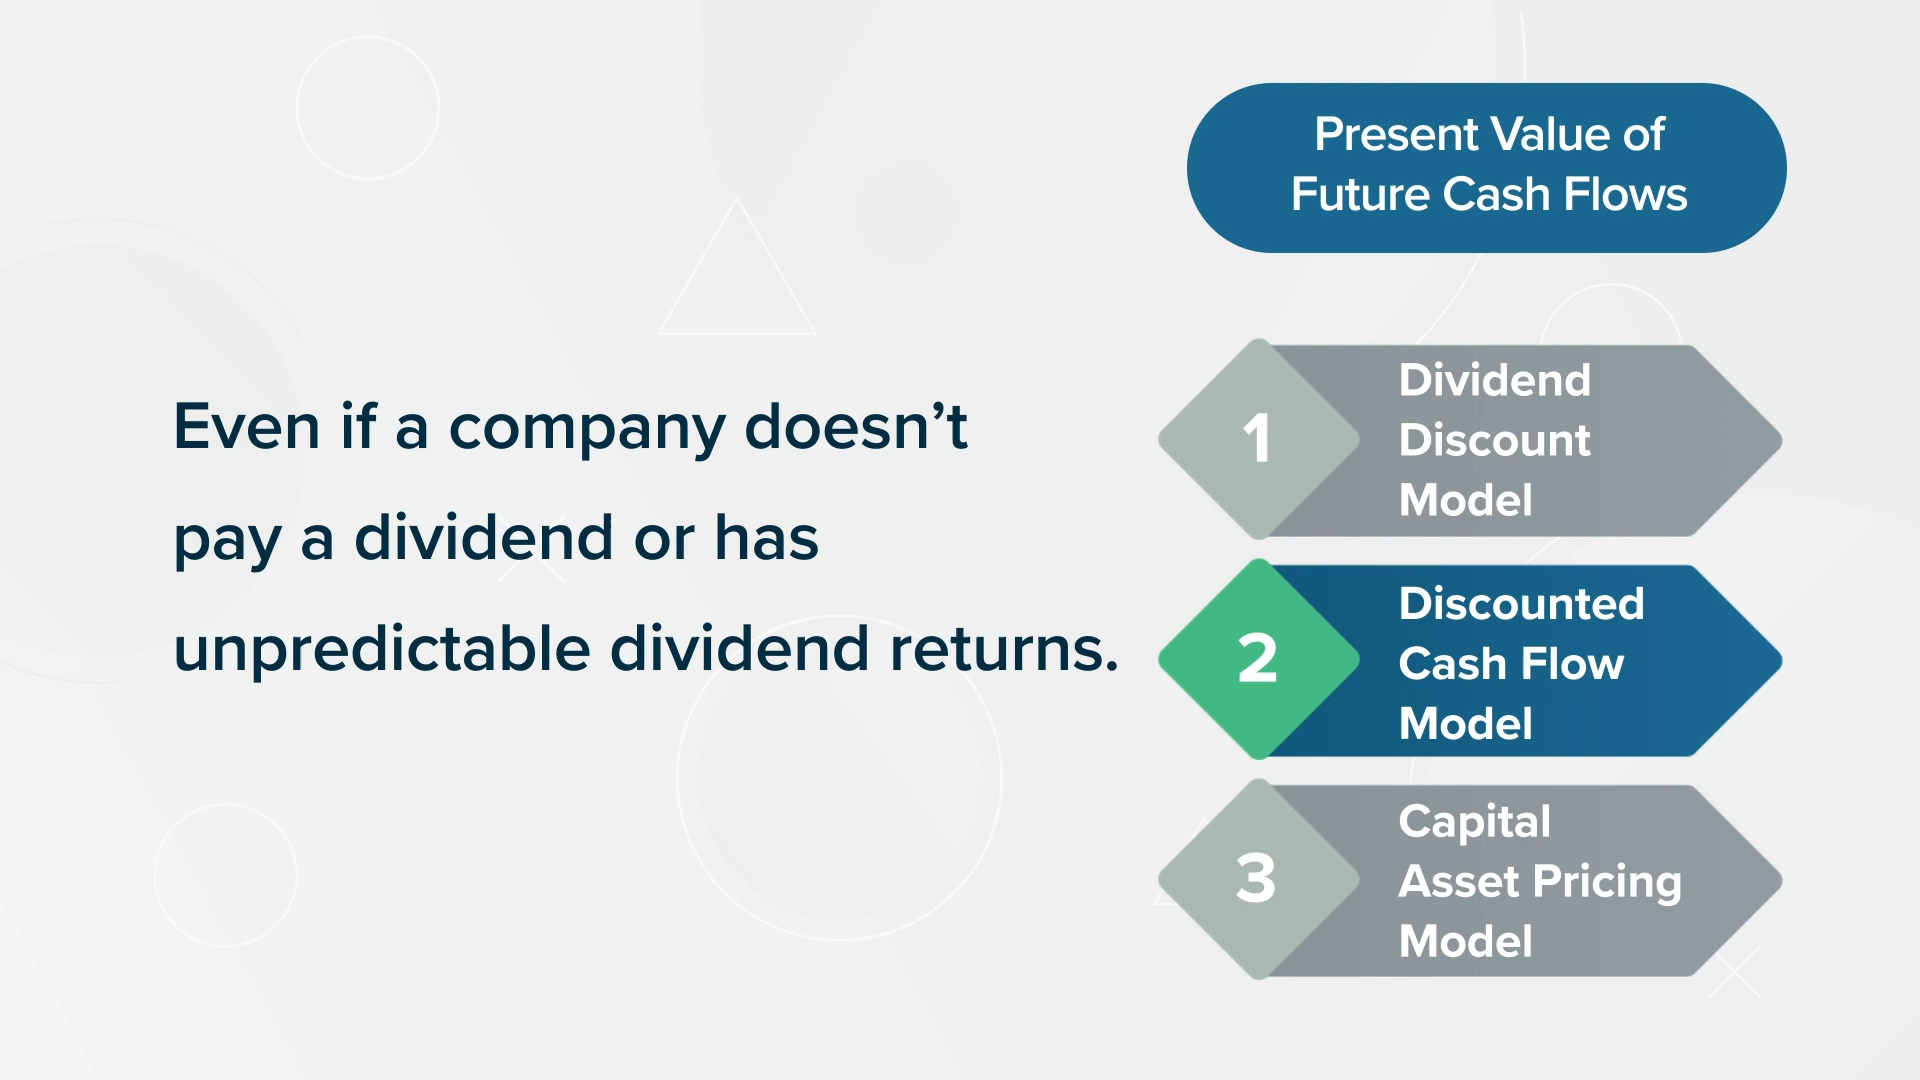 Present Value of
Future Cash Flows
Even if a company doesn’t
pay a dividend or has
unpredictable dividend returns.
1
Dividend
Discount
Model
2
Discounted
Cash Flow
Model
3
Capital
Asset Pricing
Model